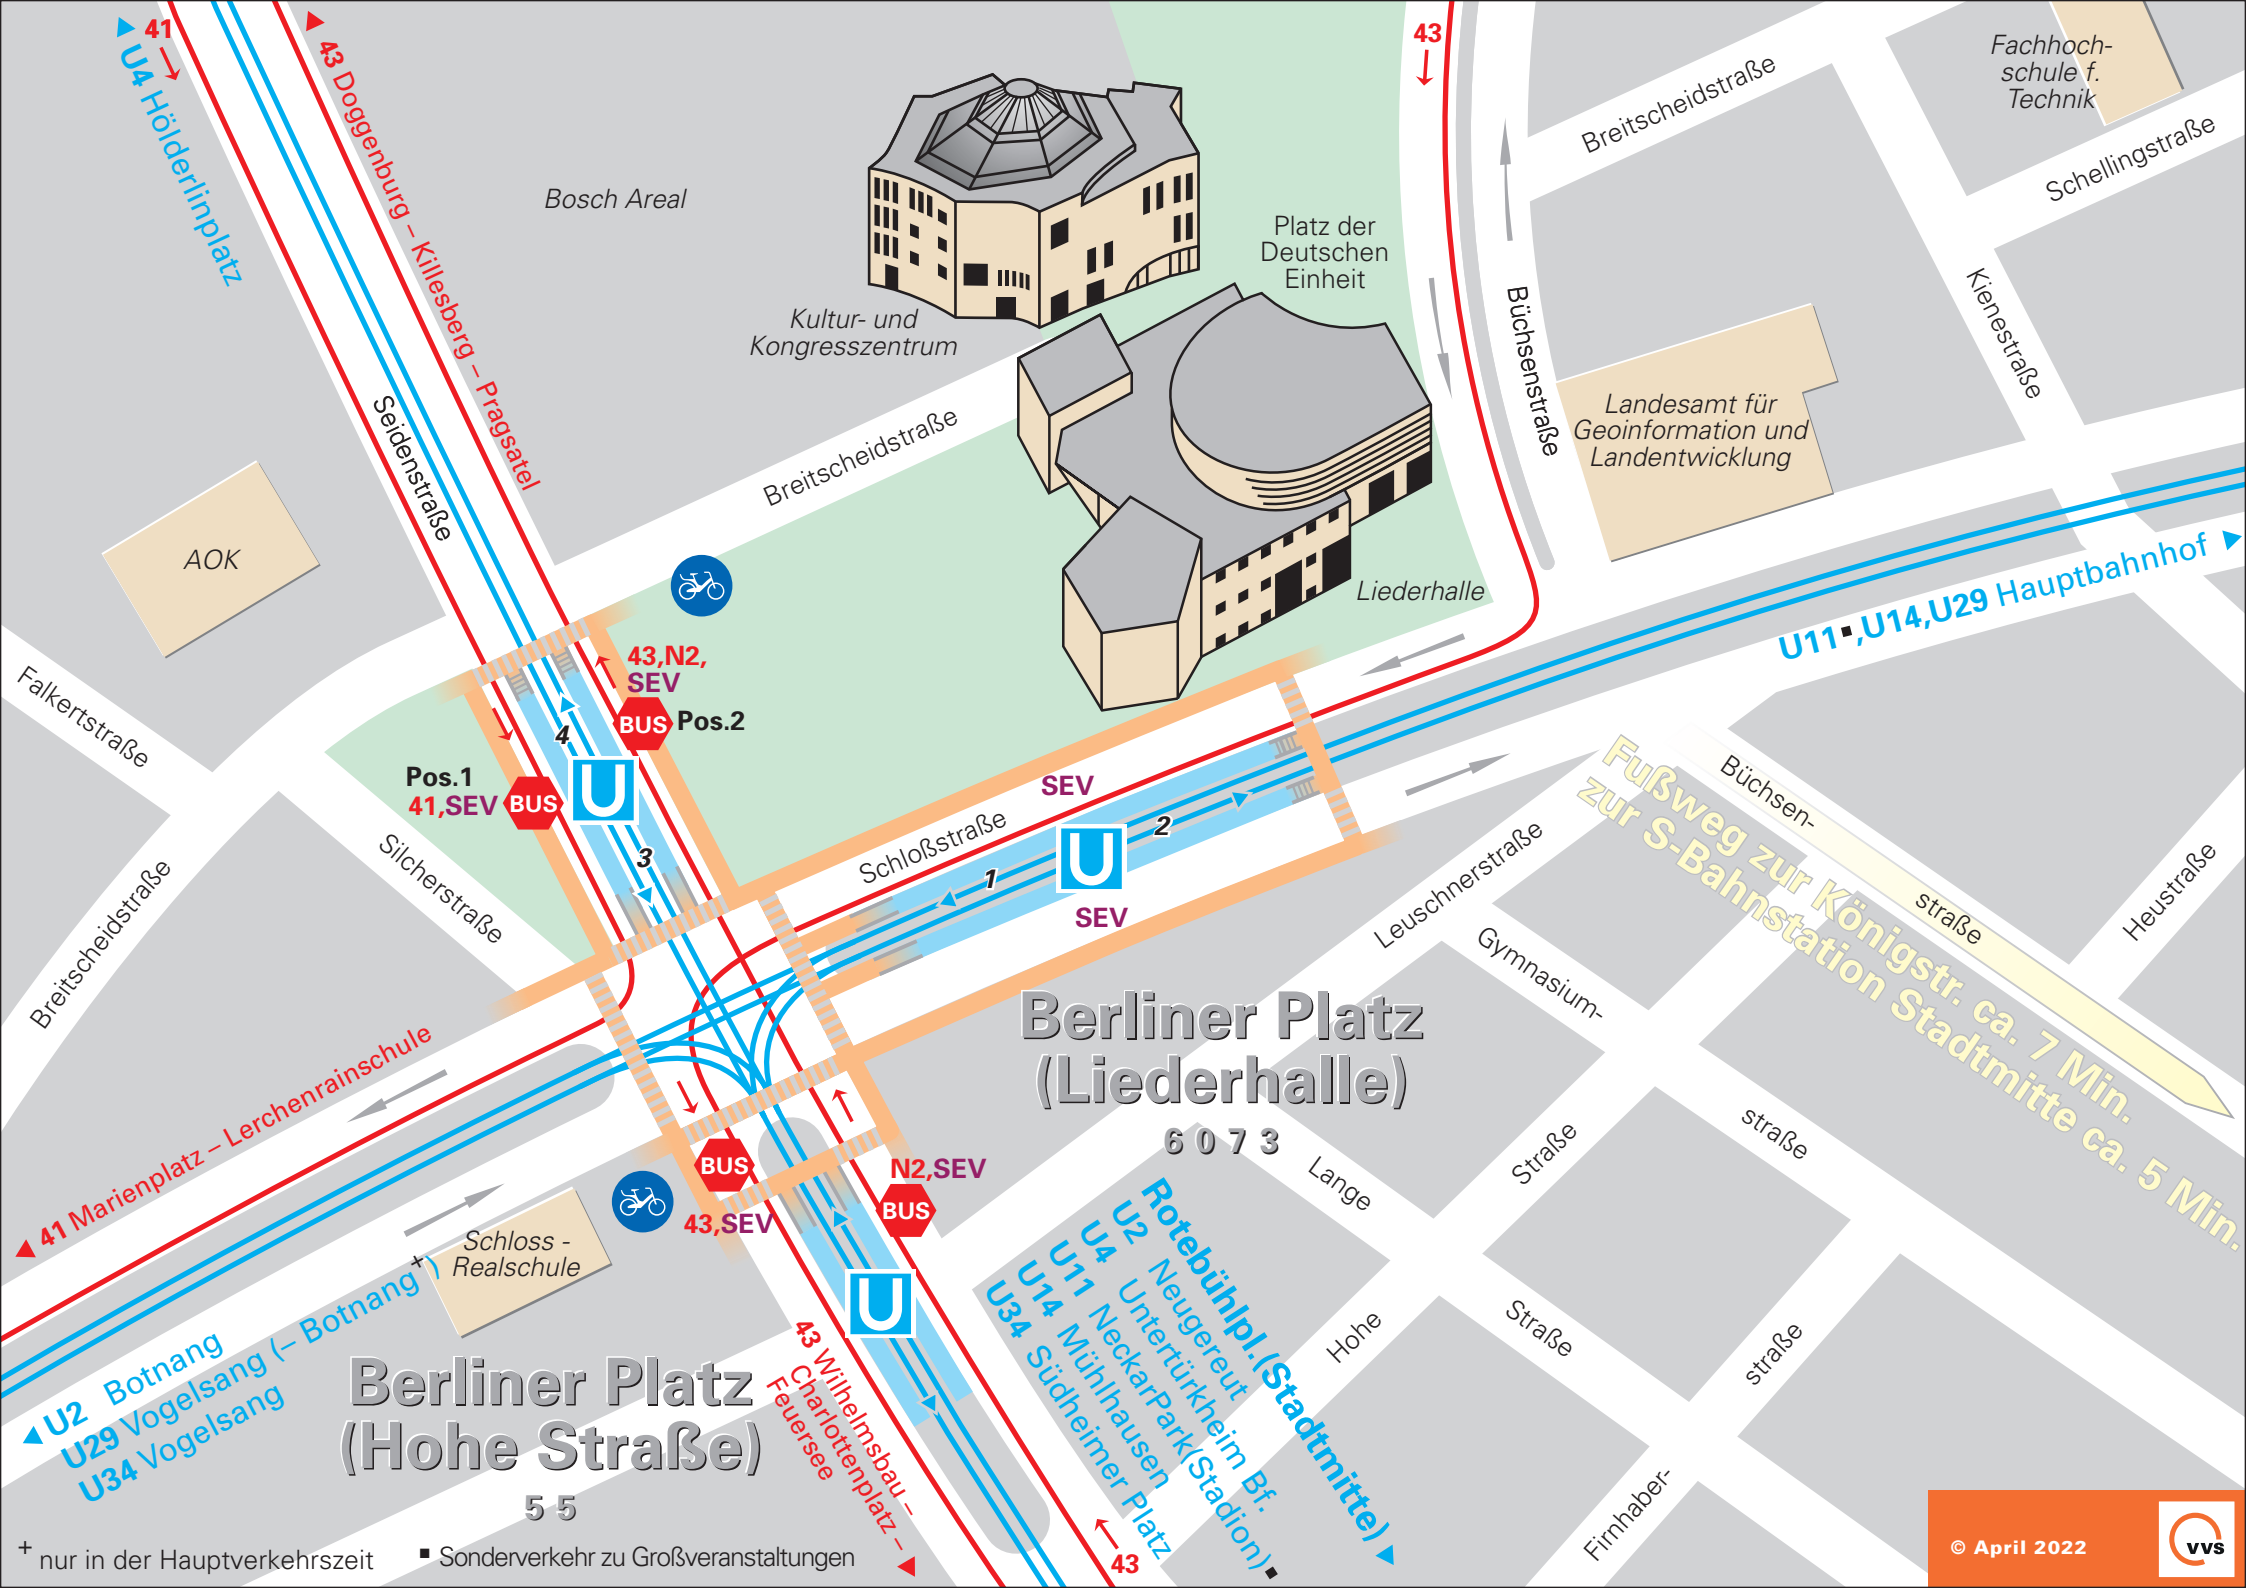 41
43 Doggenburg – Killesberg – Pragsatel
U4 Hölderlinplatz
43
Fachhoch-
schule f.
Technik
Breitscheidstraße
Schellingstraße
Bosch Areal
Platz der
Deutschen
Einheit
Kultur- und
Kongresszentrum
Büchsenstraße
Kienestraße
Landesamt für
Geoinformation und
Landentwicklung
Seidenstraße
Breitscheidstraße
AOK
Liederhalle
U11▪,U14,U29 Hauptbahnhof
Falkertstraße
43,N2,
SEV
BUS Pos.2
4
U
Pos.1
41,SEV BUS
3
Silcherstraße
Breitscheidstraße
SEV
Schloßstraße
2
U
1
SEV
Leuschnerstraße
Gymnasium-
straße
Büchsen-
straße
Heustraße
Fußweg zur Königstr. ca. 7 Min.
zur S-Bahnstation Stadtmitte ca. 5 Min.
Berliner Platz
(Liederhalle)
6073
41 Marienplatz – Lerchenrainschule
BUS
43,SEV
N2,SEV
BUS
U
Schloss -
Realschule
Lange
Straße
Hohe
Straße
Firnhaber-
straße
U2 Botnang
U29 Vogelsang (– Botnang+)
U34 Vogelsang
Rotebühlpl.(Stadtmitte)
U2 Neugereut
U4 Untertürkheim Bf.
U11 NeckarPark(Stadion)▪
U14 Mühlhausen
U34 Südheimer Platz
Berliner Platz
(Hohe Straße)
55
43 Wilhelmsbau –
Charlottenplatz –
Feuersee
43
+ nur in der Hauptverkehrszeit
▪ Sonderverkehr zu Großveranstaltungen
© April 2022
vvs